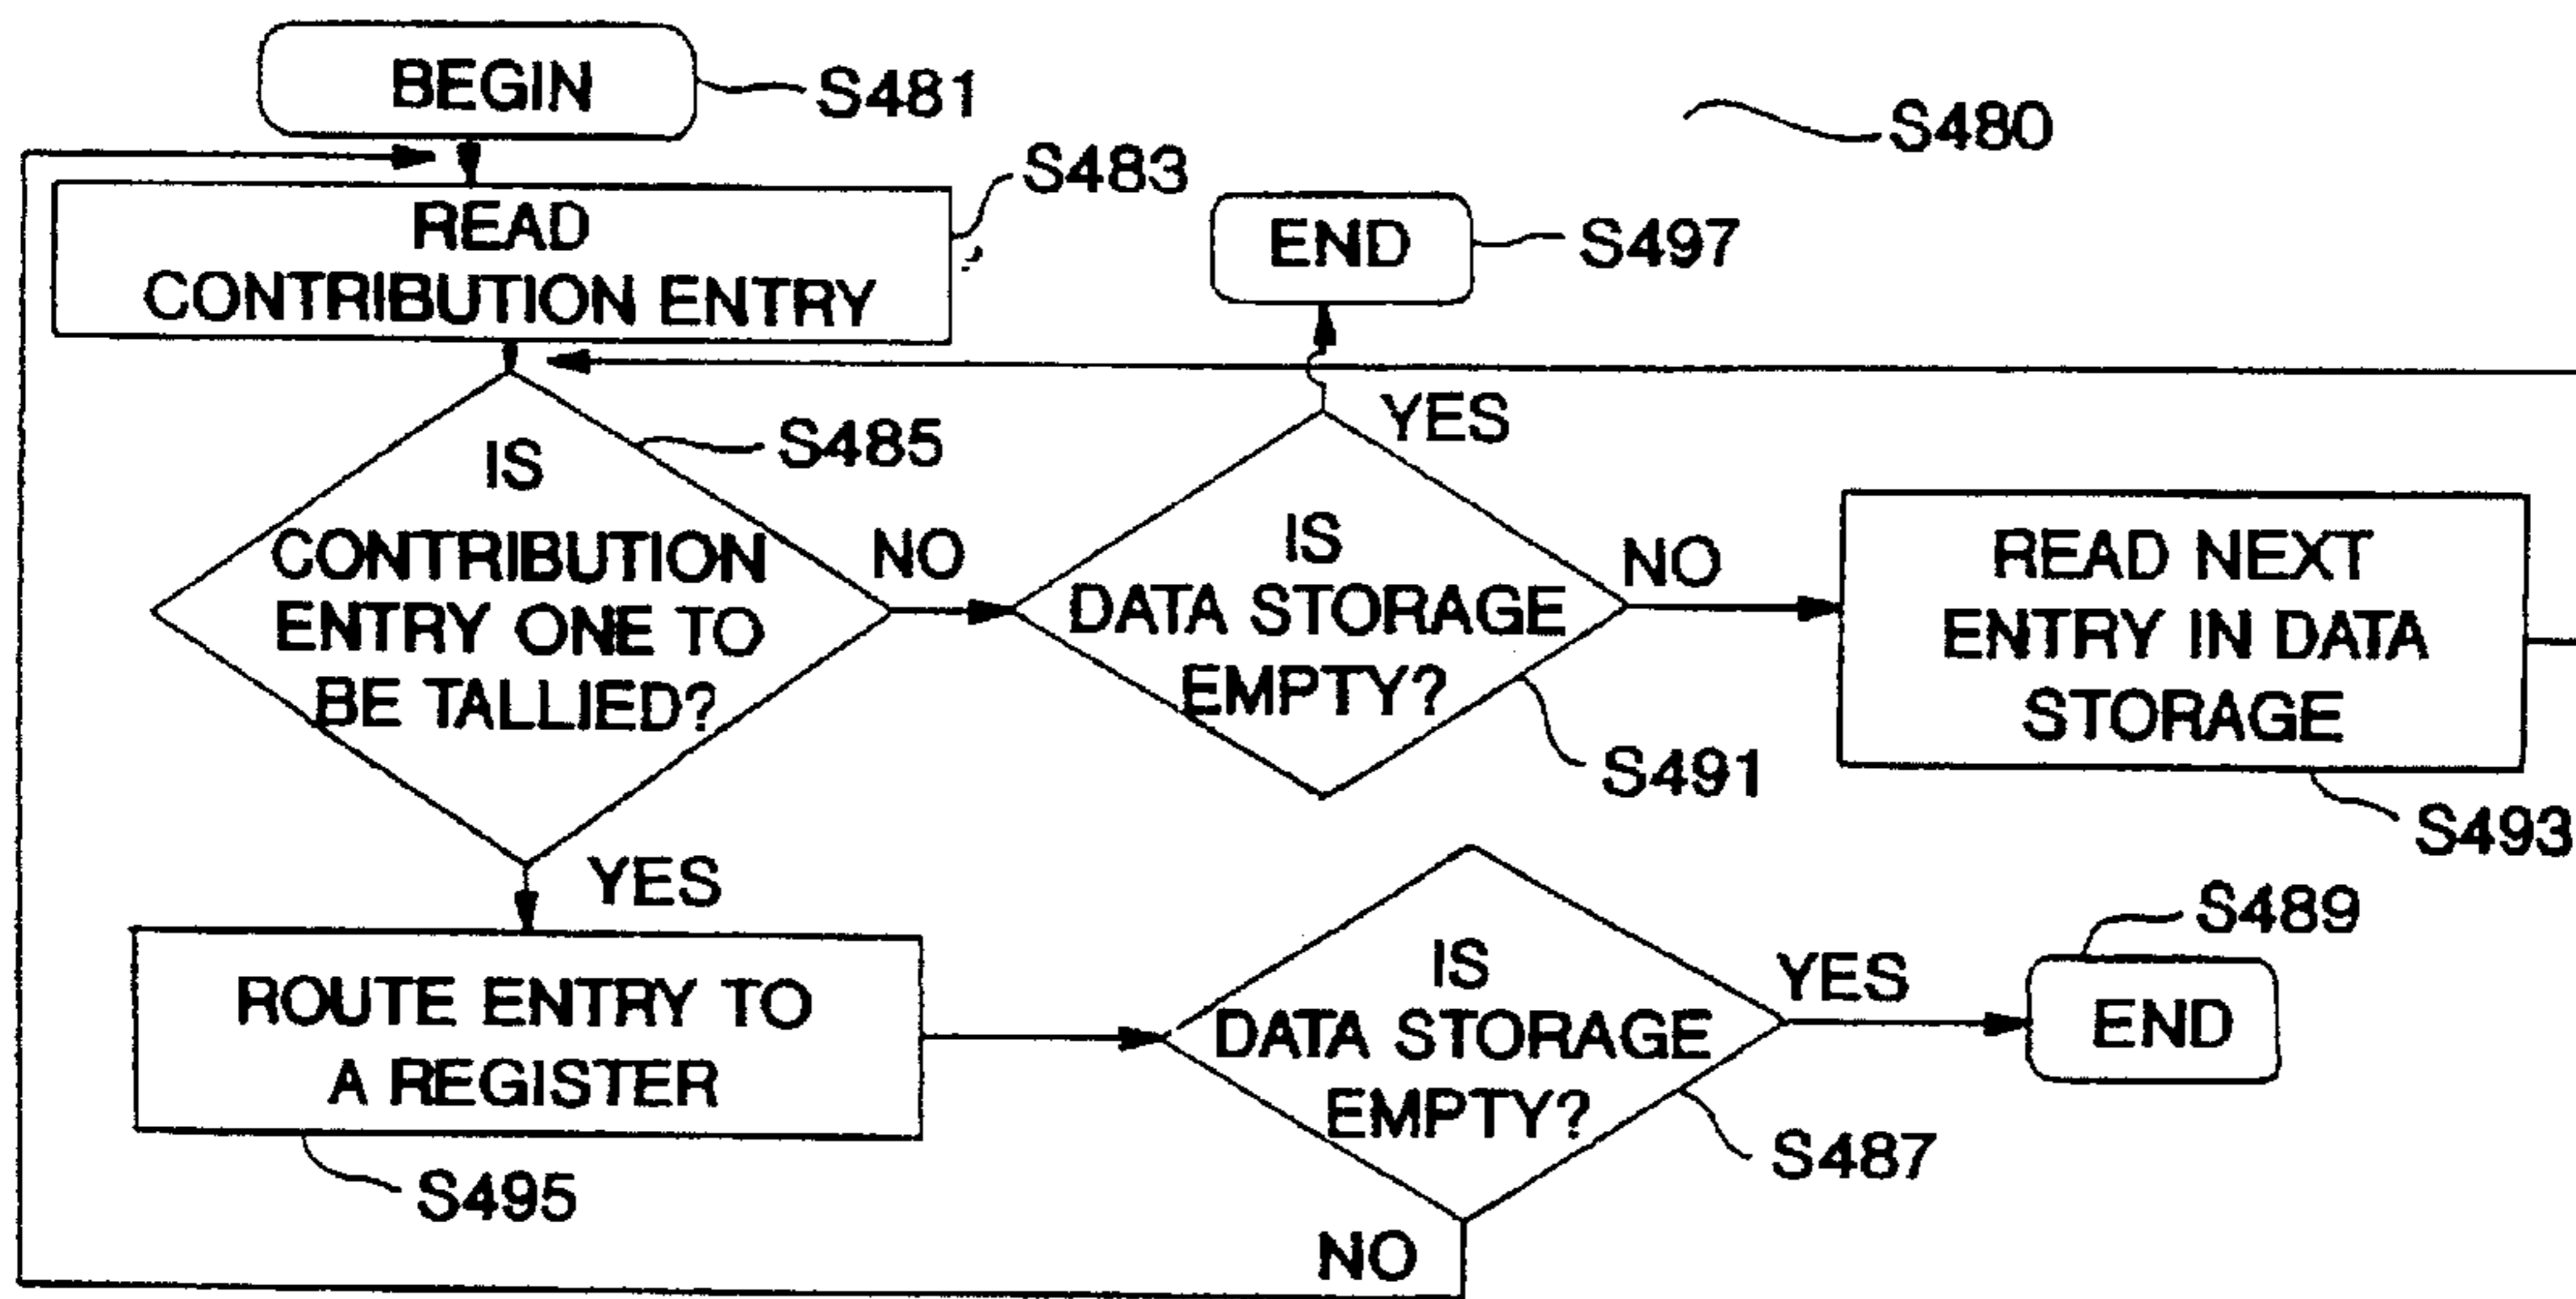 BEGIN
S481
S480
READ
CONTRIBUTION ENTRY
S483
END
S497
IS
CONTRIBUTION
ENTRY ONE TO
BE TALLIED?
S485
NO
YES
IS
DATA STORAGE
EMPTY?
S491
YES
NO
READ NEXT
ENTRY IN DATA
STORAGE
S493
ROUTE ENTRY TO
A REGISTER
S495
IS
DATA STORAGE
EMPTY?
S487
YES
NO
END
S489